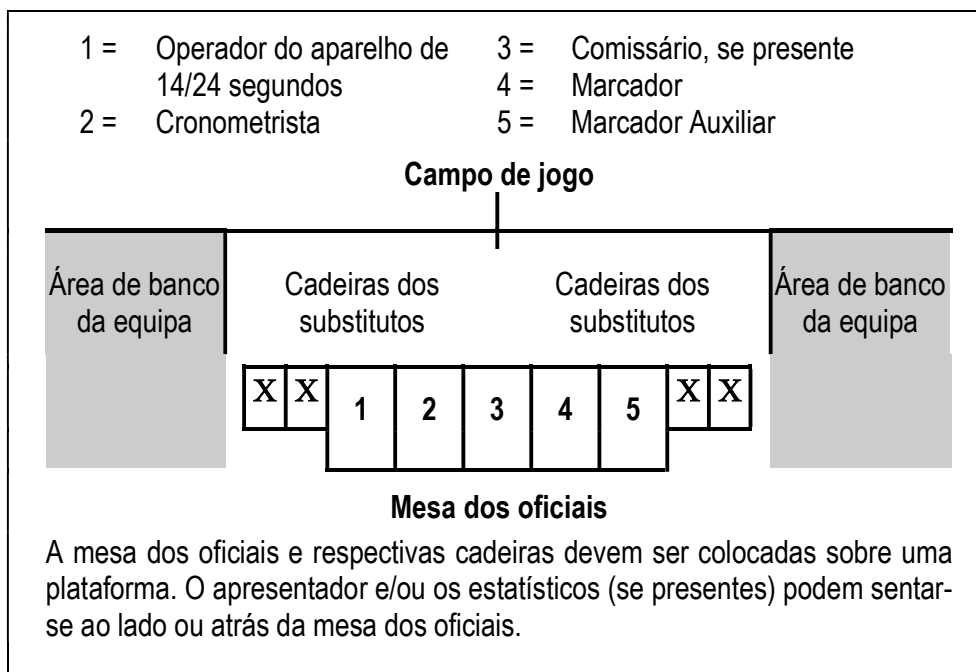 1 = Operador do aparelho de 14/24 segundos
2 = Cronometrista
3 = Comissário, se presente
4 = Marcador
5 = Marcador Auxiliar
Campo de jogo
Área de banco
da equipa
Cadeiras dos
substitutos
Cadeiras dos
substitutos
Área de banco
da equipa
X X 1 2 3 4 5 X X
Mesa dos oficiais
A mesa dos oficiais e respectivas cadeiras devem ser colocadas sobre uma
plataforma. O apresentador e/ou os estatísticos (se presentes) podem sentar-
se ao lado ou atrás da mesa dos oficiais.